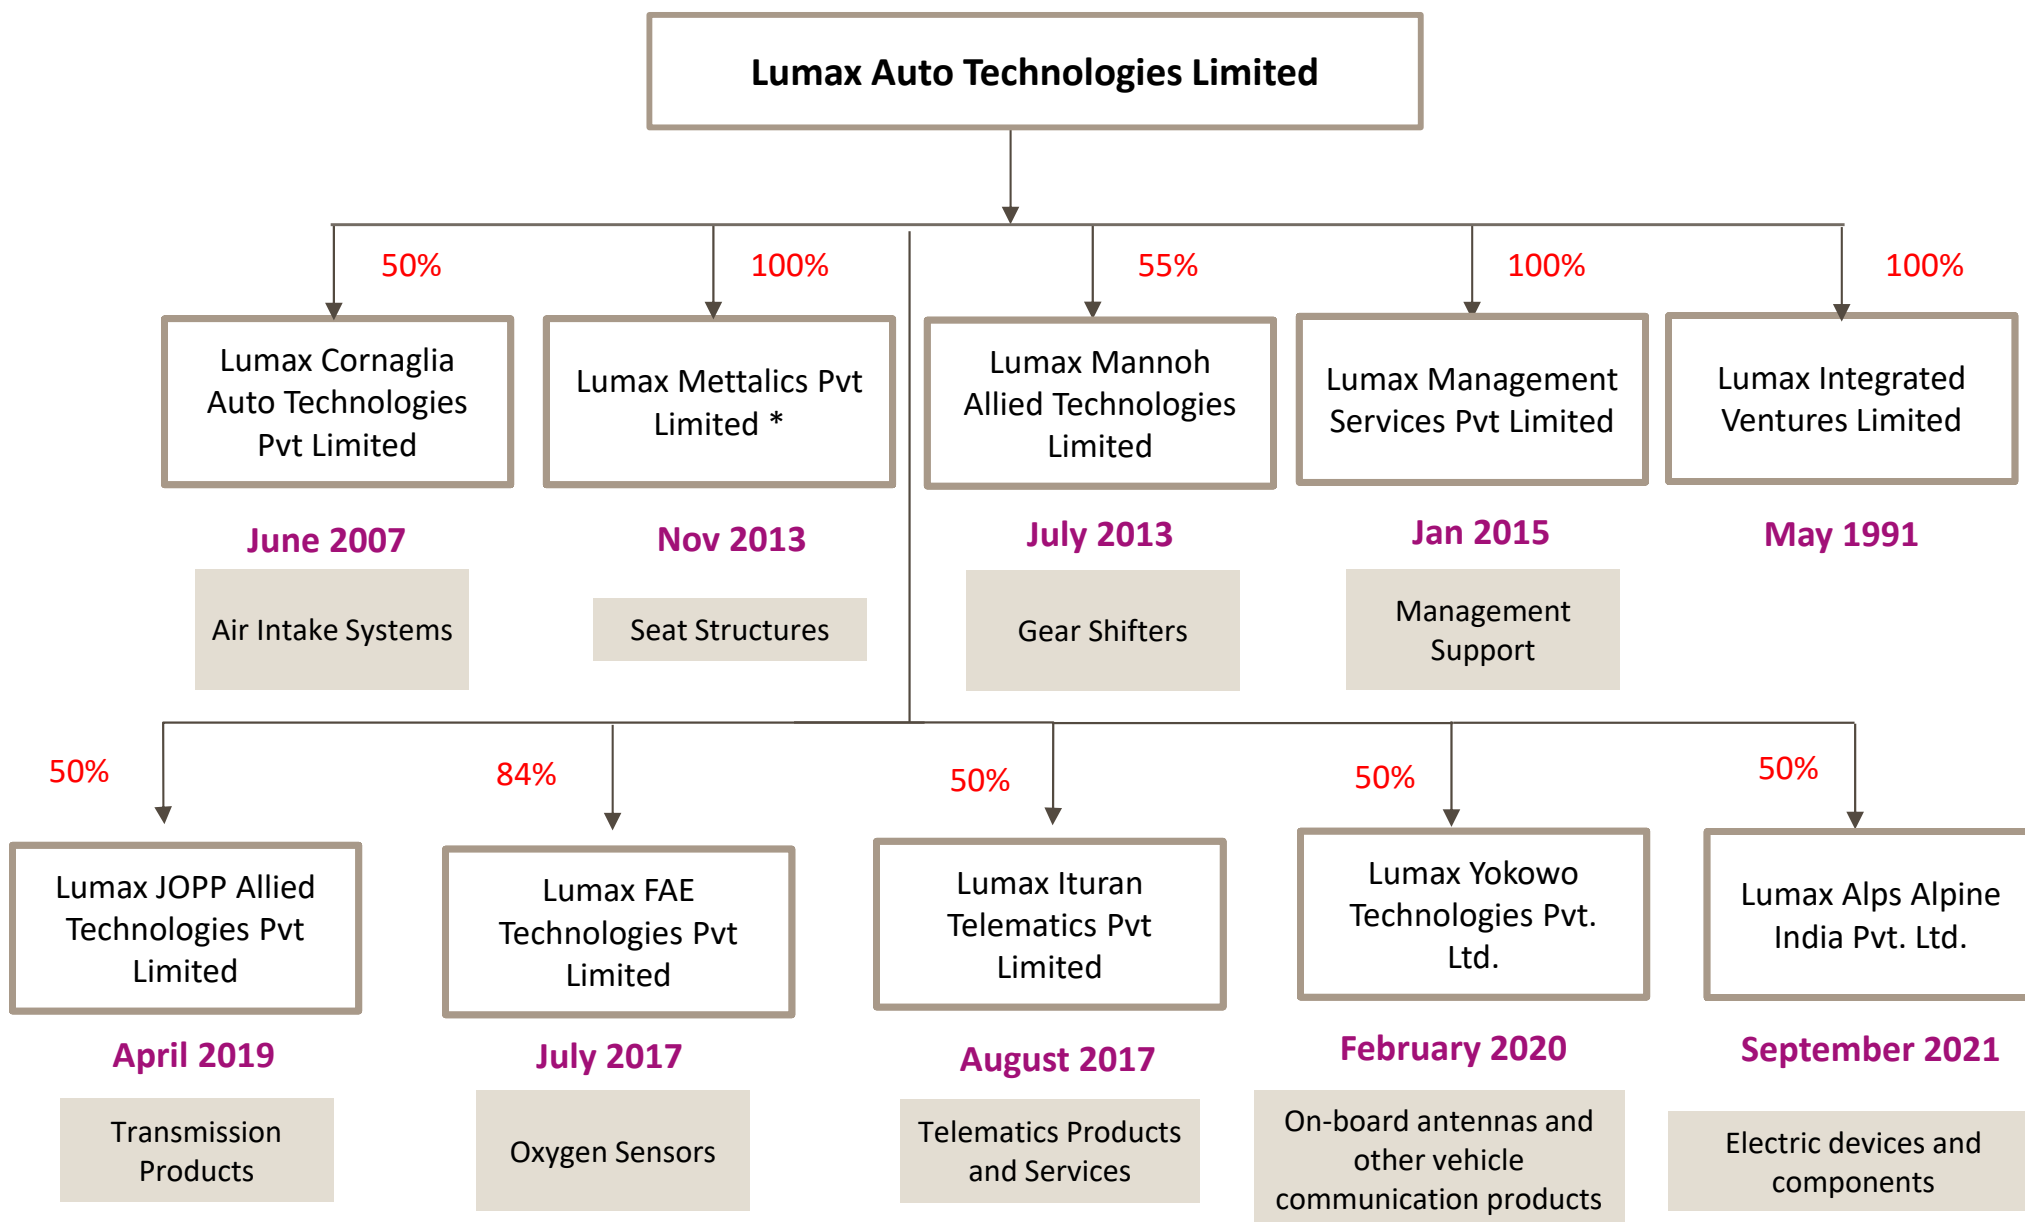 Lumax Auto Technologies Limited
50%
100%
55%
100%
100%
Lumax Cornaglia
Auto Technologies
Pvt Limited
Lumax Mettalics Pvt
Limited *
Lumax Mannoh
Allied Technologies
Limited
Lumax Management
Services Pvt Limited
Lumax Integrated
Ventures Limited
June 2007
Nov 2013
July 2013
Jan 2015
May 1991
Air Intake Systems
Seat Structures
Gear Shifters
Management
Support
50%
84%
50%
50%
50%
Lumax JOPP Allied
Technologies Pvt
Limited
Lumax FAE
Technologies Pvt
Limited
Lumax Ituran
Telematics Pvt
Limited
Lumax Yokowo
Technologies Pvt.
Ltd.
Lumax Alps Alpine
India Pvt. Ltd.
April 2019
July 2017
August 2017
February 2020
September 2021
Transmission
Products
Oxygen Sensors
Telematics Products
and Services
On-board antennas and
other vehicle
communication products
Electric devices and
components